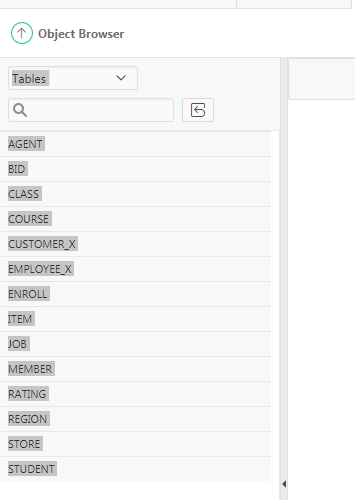 Object Browser
Tables
AGENT
BID
CLASS
COURSE
CUSTOMER_X
EMPLOYEE_X
ENROLL
ITEM
JOB
MEMBER
RATING
REGION
STORE
STUDENT